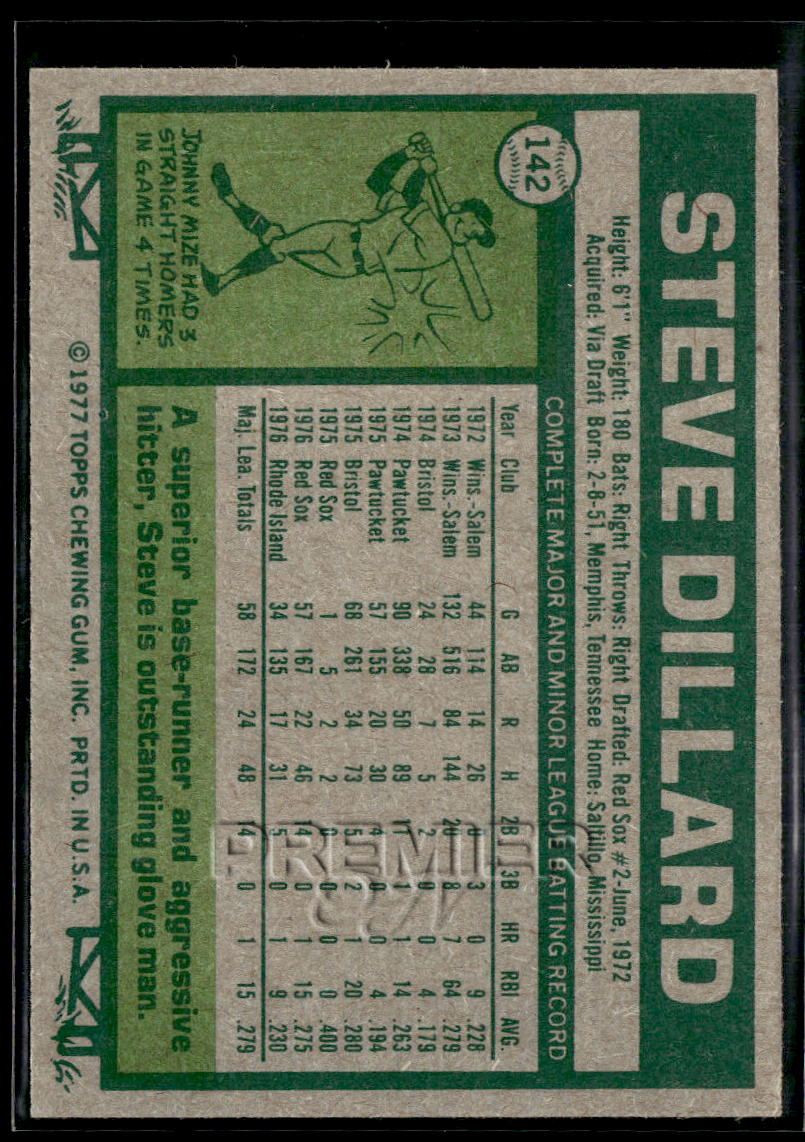 142
STEVE DILLARD
Height: 6'1" Weight: 180 Bats: Right Throws: Right Drafted: Red Sox #2-June, 1972
Acquired: Via Draft Born: 2-8-51, Memphis, Tennessee Home: Saltillo, Mississippi
COMPLETE MAJOR AND MINOR LEAGUE BATTING RECORD
Year Club G AB R H 2B 3B HR RBI AVG.
1972 Wins.-Salem 44 114 14 26 3 0 9 .228
1973 Wins.-Salem 132 516 84 144 20 8 7 64 .279
1974 Bristol 24 28 7 5 2 0 0 4 .179
1974 Pawtucket 90 338 50 89 17 1 1 14 .263
1975 Pawtucket 57 155 20 30 4 0 0 4 .194
1975 Bristol 68 261 34 73 5 2 1 20 .280
1975 Red Sox 1 5 2 2 0 0 0 0 .400
1976 Red Sox 57 167 22 46 14 0 1 15 .275
1976 Rhode Island 34 135 17 31 5 0 1 9 .230
Maj. Lea. Totals 58 172 24 48 14 0 1 15 .279
JOHNNY MIZE HAD 3
STRAIGHT HOMERS
IN GAME 4 TIMES.
A superior base-runner and aggressive
hitter, Steve is outstanding glove man.
© 1977 TOPPS CHEWING GUM, INC. PRTD. IN U.S.A.
PREMIER